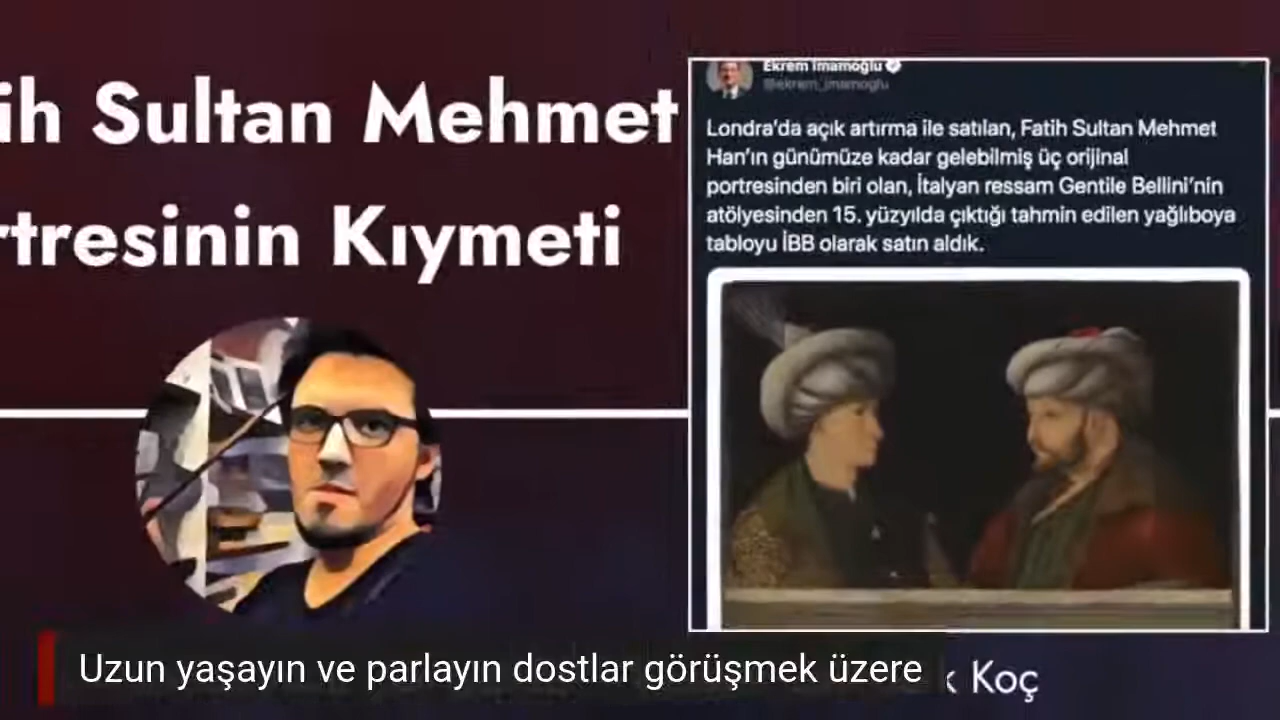 ih Sultan Mehmet
rtresinin Kıymeti
Ekrem İmamoğlu
@ekrem_imamoglu
Londra'da açık artırma ile satılan, Fatih Sultan Mehmet
Han'ın günümüze kadar gelebilmiş üç orijinal
portresinden biri olan, İtalyan ressam Gentile Bellini'nin
atölyesinden 15. yüzyılda çıktığı tahmin edilen yağlıboya
tabloyu İBB olarak satın aldık.
Uzun yaşayın ve parlayın dostlar görüşmek üzere
k Koç